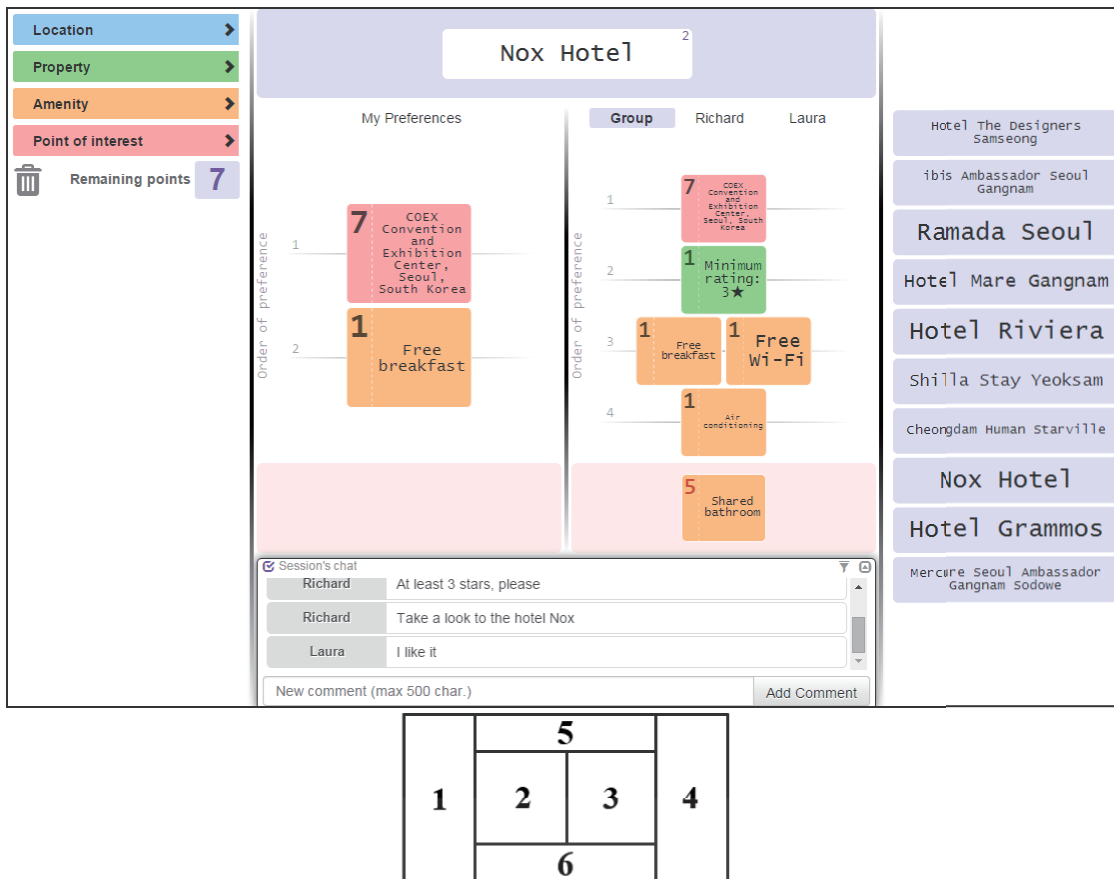 Location
Property
Amenity
Point of interest
Remaining points 7
Nox Hotel
2
My Preferences
Order of preference
1
7
COEX
Convention
and
Exhibition
Center,
Seoul,
South Korea
2
1
Free
breakfast
Group Richard Laura
Order of preference
1
7
COEX
Convention
and
Exhibition
Center,
Seoul, South
Korea
2
1
Minimum
rating:
3★
3
1
Free
breakfast
1
Free
Wi-Fi
4
1
Air
conditioning
5
Shared
bathroom
Session's chat
Richard At least 3 stars, please
Richard Take a look to the hotel Nox
Laura I like it
New comment (max 500 char.) Add Comment
Hotel The Designers
Samseong
ibis Ambassador Seoul
Gangnam
Ramada Seoul
Hotel Mare Gangnam
Hotel Riviera
Shilla Stay Yeoksam
Cheongdam Human Starville
Nox Hotel
Hotel Grammos
Mercure Seoul Ambassador
Gangnam Sodowe
5
1 2 3 4
6